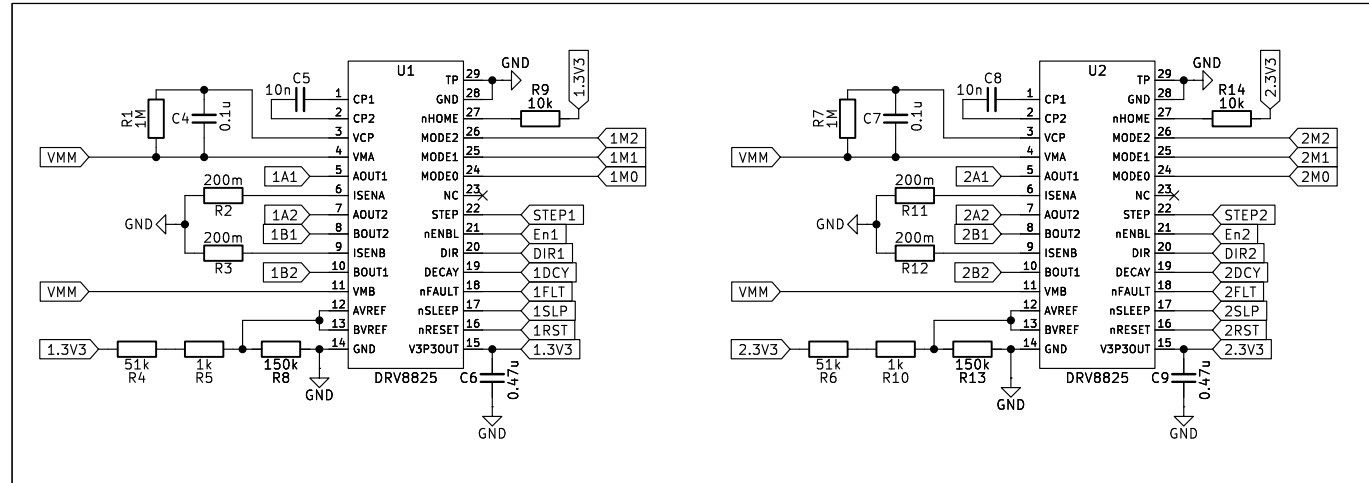 U1
C5
10n
R1
1M
C4
0.1u
VMM
1A1
200m
R2
GND
1A2
1B1
200m
R3
1B2
VMM
1.3V3
51k
R4
1k
R5
150k
R8
GND
1 CP1
2 CP2
3 VCP
4 VMA
5 AOUT1
6 ISENA
7 AOUT2
8 BOUT2
9 ISENB
10 BOUT1
11 VMB
12 AVREF
13 BVREF
14 GND
TP 29
GND 28
nHOME 27
MODE2 26
MODE1 25
MODE0 24
NC 23
STEP 22
nENBL 21
DIR 20
DECAY 19
nFAULT 18
nSLEEP 17
nRESET 16
V3P3OUT 15
DRV8825
GND
R9
10k
1.3V3
1M2
1M1
1M0
STEP1
En1
DIR1
1DCY
1FLT
1SLP
1RST
1.3V3
C6
0.47u
GND
U2
C8
10n
R7
1M
C7
0.1u
VMM
2A1
200m
R11
GND
2A2
2B1
200m
R12
2B2
VMM
2.3V3
51k
R6
1k
R10
150k
R13
GND
1 CP1
2 CP2
3 VCP
4 VMA
5 AOUT1
6 ISENA
7 AOUT2
8 BOUT2
9 ISENB
10 BOUT1
11 VMB
12 AVREF
13 BVREF
14 GND
TP 29
GND 28
nHOME 27
MODE2 26
MODE1 25
MODE0 24
NC 23
STEP 22
nENBL 21
DIR 20
DECAY 19
nFAULT 18
nSLEEP 17
nRESET 16
V3P3OUT 15
DRV8825
GND
R14
10k
2.3V3
2M2
2M1
2M0
STEP2
En2
DIR2
2DCY
2FLT
2SLP
2RST
2.3V3
C9
0.47u
GND